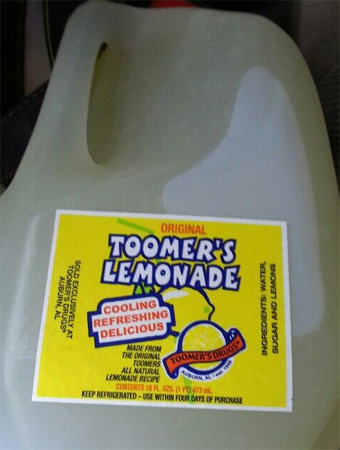 ORIGINAL
TOOMER'S
LEMONADE
COOLING
REFRESHING
DELICIOUS
MADE FROM
THE ORIGINAL
TOOMERS
ALL NATURAL
LEMONADE RECIPE
TOOMER'S DRUGS
AUBURN, AL
CONTENTS 16 FL. OZS. (1 PT) 473 mL.
KEEP REFRIGERATED – USE WITHIN FOUR DAYS OF PURCHASE
SOLD EXCLUSIVELY AT
TOOMER'S DRUGS®
AUBURN, AL
INGREDIENTS: WATER,
SUGAR AND LEMONS